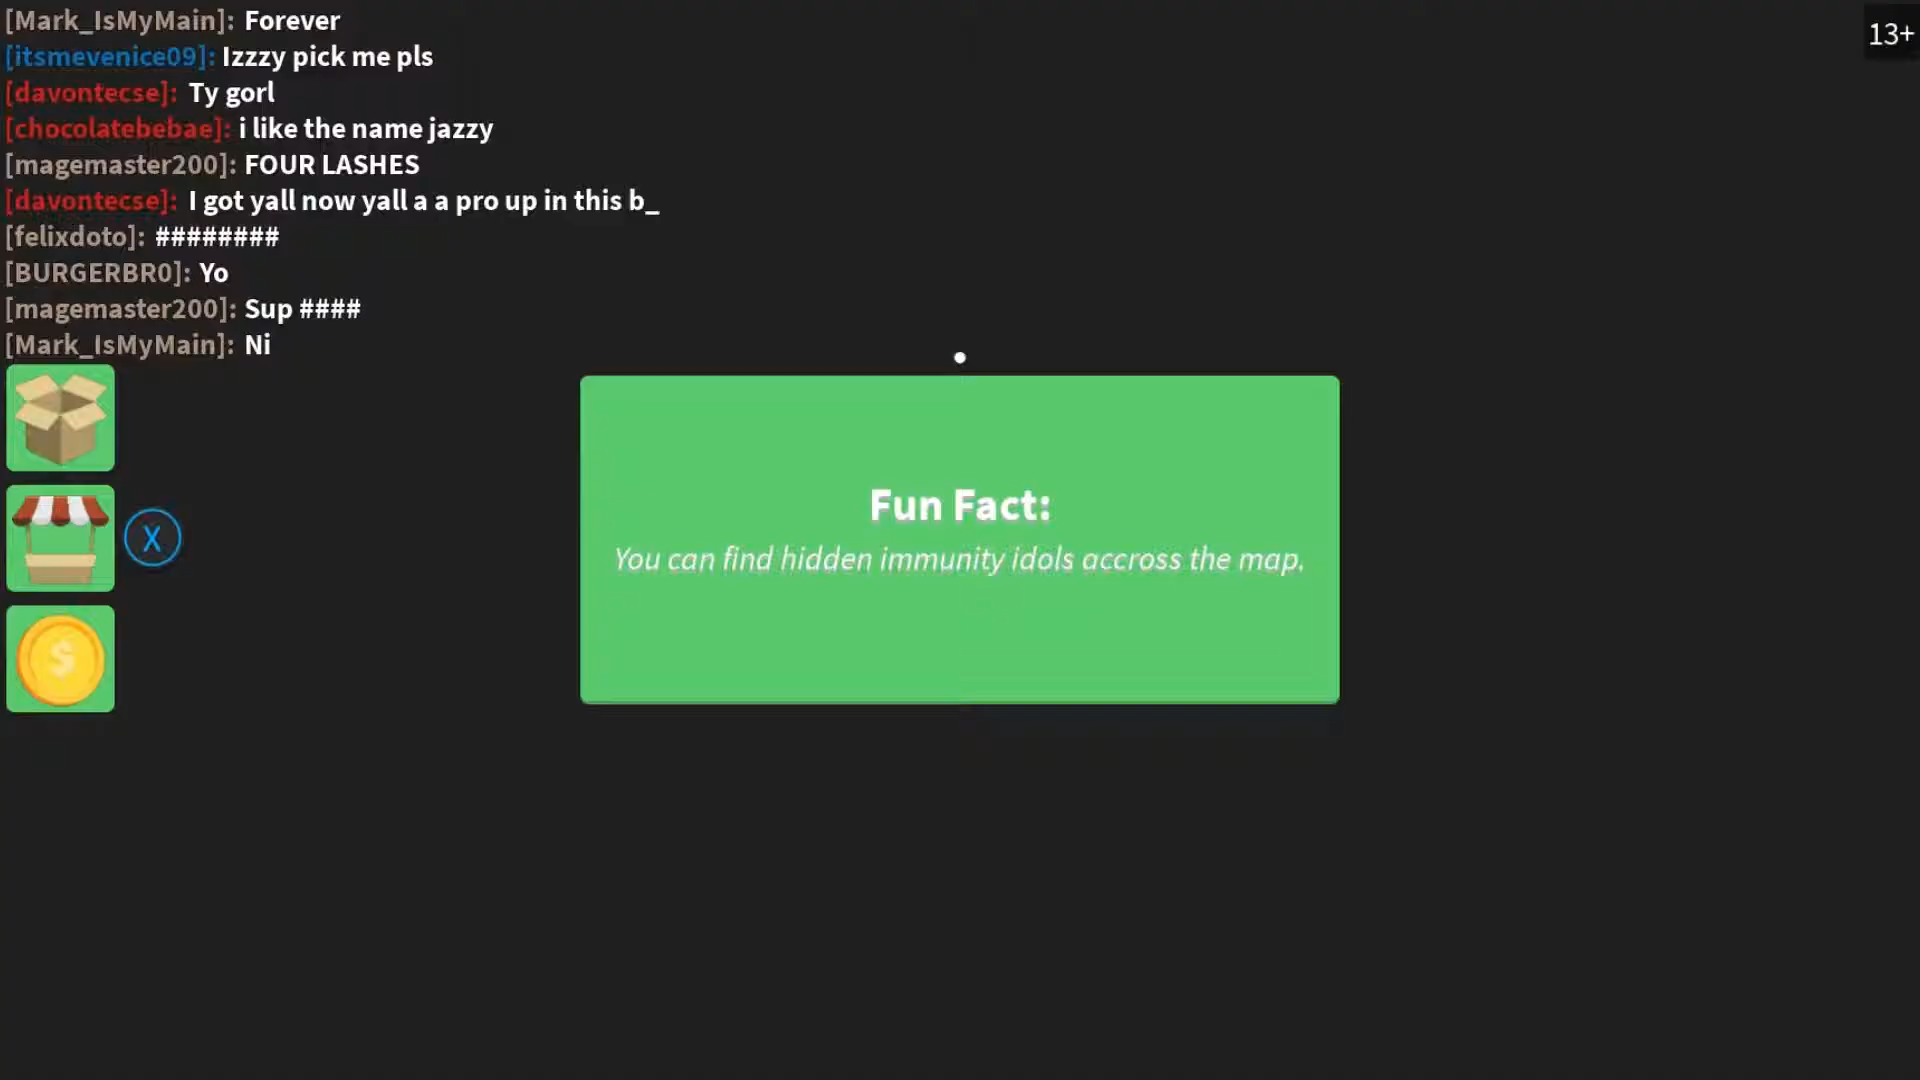 [Mark_IsMyMain]: Forever
13+
[itsmevenice09]: Izzzy pick me pls
[davontecse]: Ty gorl
[chocolatebebae]: i like the name jazzy
[magemaster200]: FOUR LASHES
[davontecse]: I got yall now yall a a pro up in this b_
[felixdoto]: ########
[BURGERBR0]: Yo
[magemaster200]: Sup ####
[Mark_IsMyMain]: Ni
Fun Fact:
You can find hidden immunity idols accross the map.
X
$